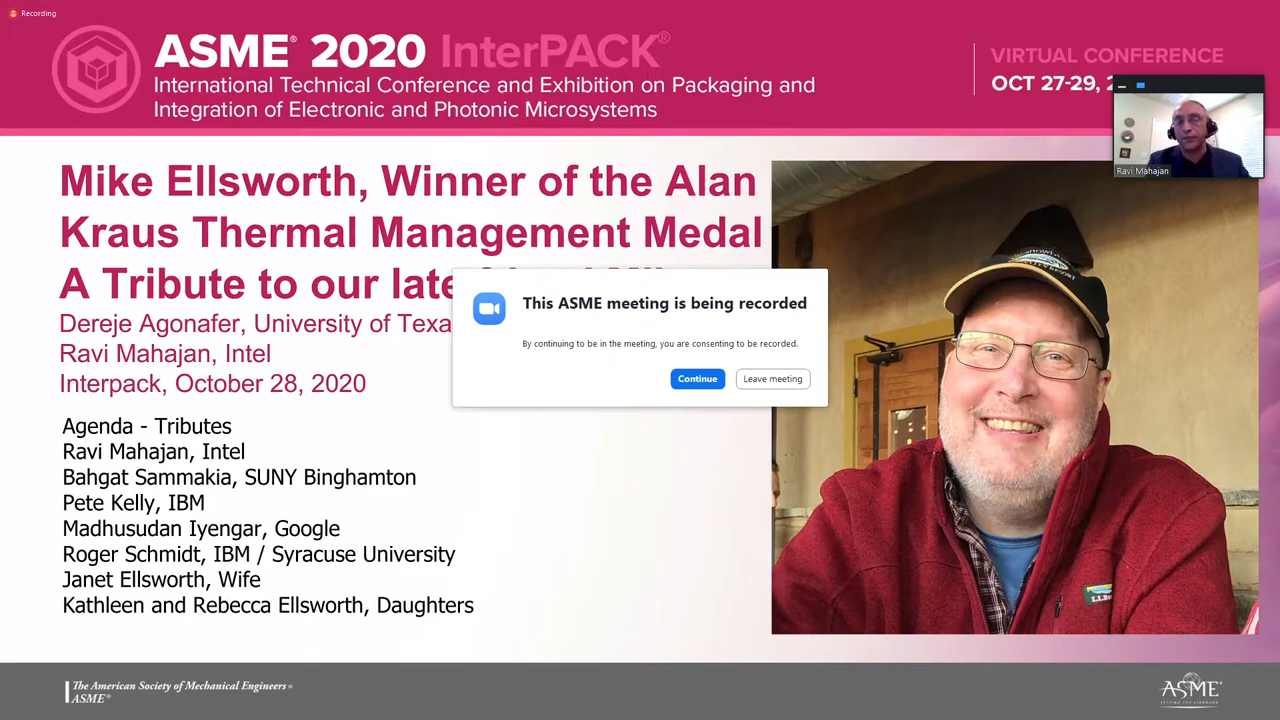 Recording
ASME® 2020 InterPACK®
International Technical Conference and Exhibition on Packaging and
Integration of Electronic and Photonic Microsystems
VIRTUAL CONFERENCE
OCT 27-29, 2
Ravi Mahajan
Mike Ellsworth, Winner of the Alan
Kraus Thermal Management Medal
A Tribute to our late
Dereje Agonafer, University of Texa
Ravi Mahajan, Intel
Interpack, October 28, 2020
This ASME meeting is being recorded
By continuing to be in the meeting, you are consenting to be recorded.
Continue
Leave meeting
Agenda - Tributes
Ravi Mahajan, Intel
Bahgat Sammakia, SUNY Binghamton
Pete Kelly, IBM
Madhusudan Iyengar, Google
Roger Schmidt, IBM / Syracuse University
Janet Ellsworth, Wife
Kathleen and Rebecca Ellsworth, Daughters
The American Society of Mechanical Engineers®
ASME®
ASME®
SETTING THE STANDARD